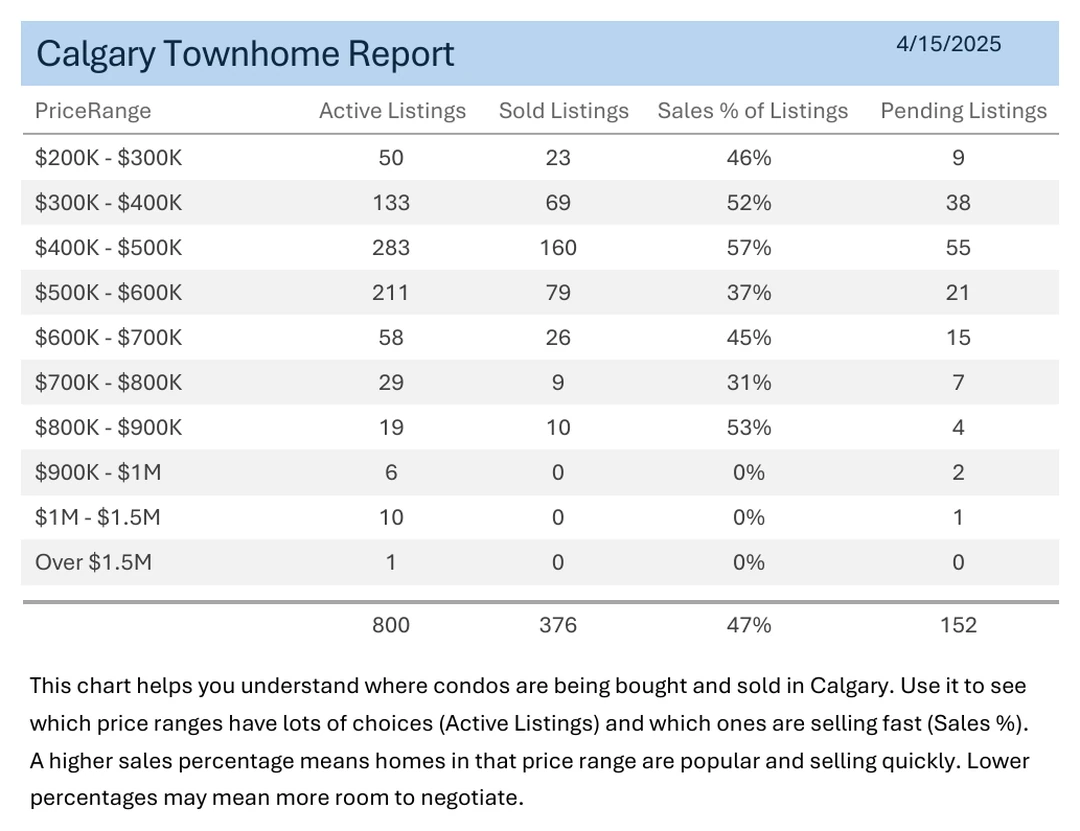 Calgary Townhome Report 4/15/2025
PriceRange Active Listings Sold Listings Sales % of Listings Pending Listings
$200K - $300K 50 23 46% 9
$300K - $400K 133 69 52% 38
$400K - $500K 283 160 57% 55
$500K - $600K 211 79 37% 21
$600K - $700K 58 26 45% 15
$700K - $800K 29 9 31% 7
$800K - $900K 19 10 53% 4
$900K - $1M 6 0 0% 2
$1M - $1.5M 10 0 0% 1
Over $1.5M 1 0 0% 0
800 376 47% 152
This chart helps you understand where condos are being bought and sold in Calgary. Use it to see
which price ranges have lots of choices (Active Listings) and which ones are selling fast (Sales %).
A higher sales percentage means homes in that price range are popular and selling quickly. Lower
percentages may mean more room to negotiate.